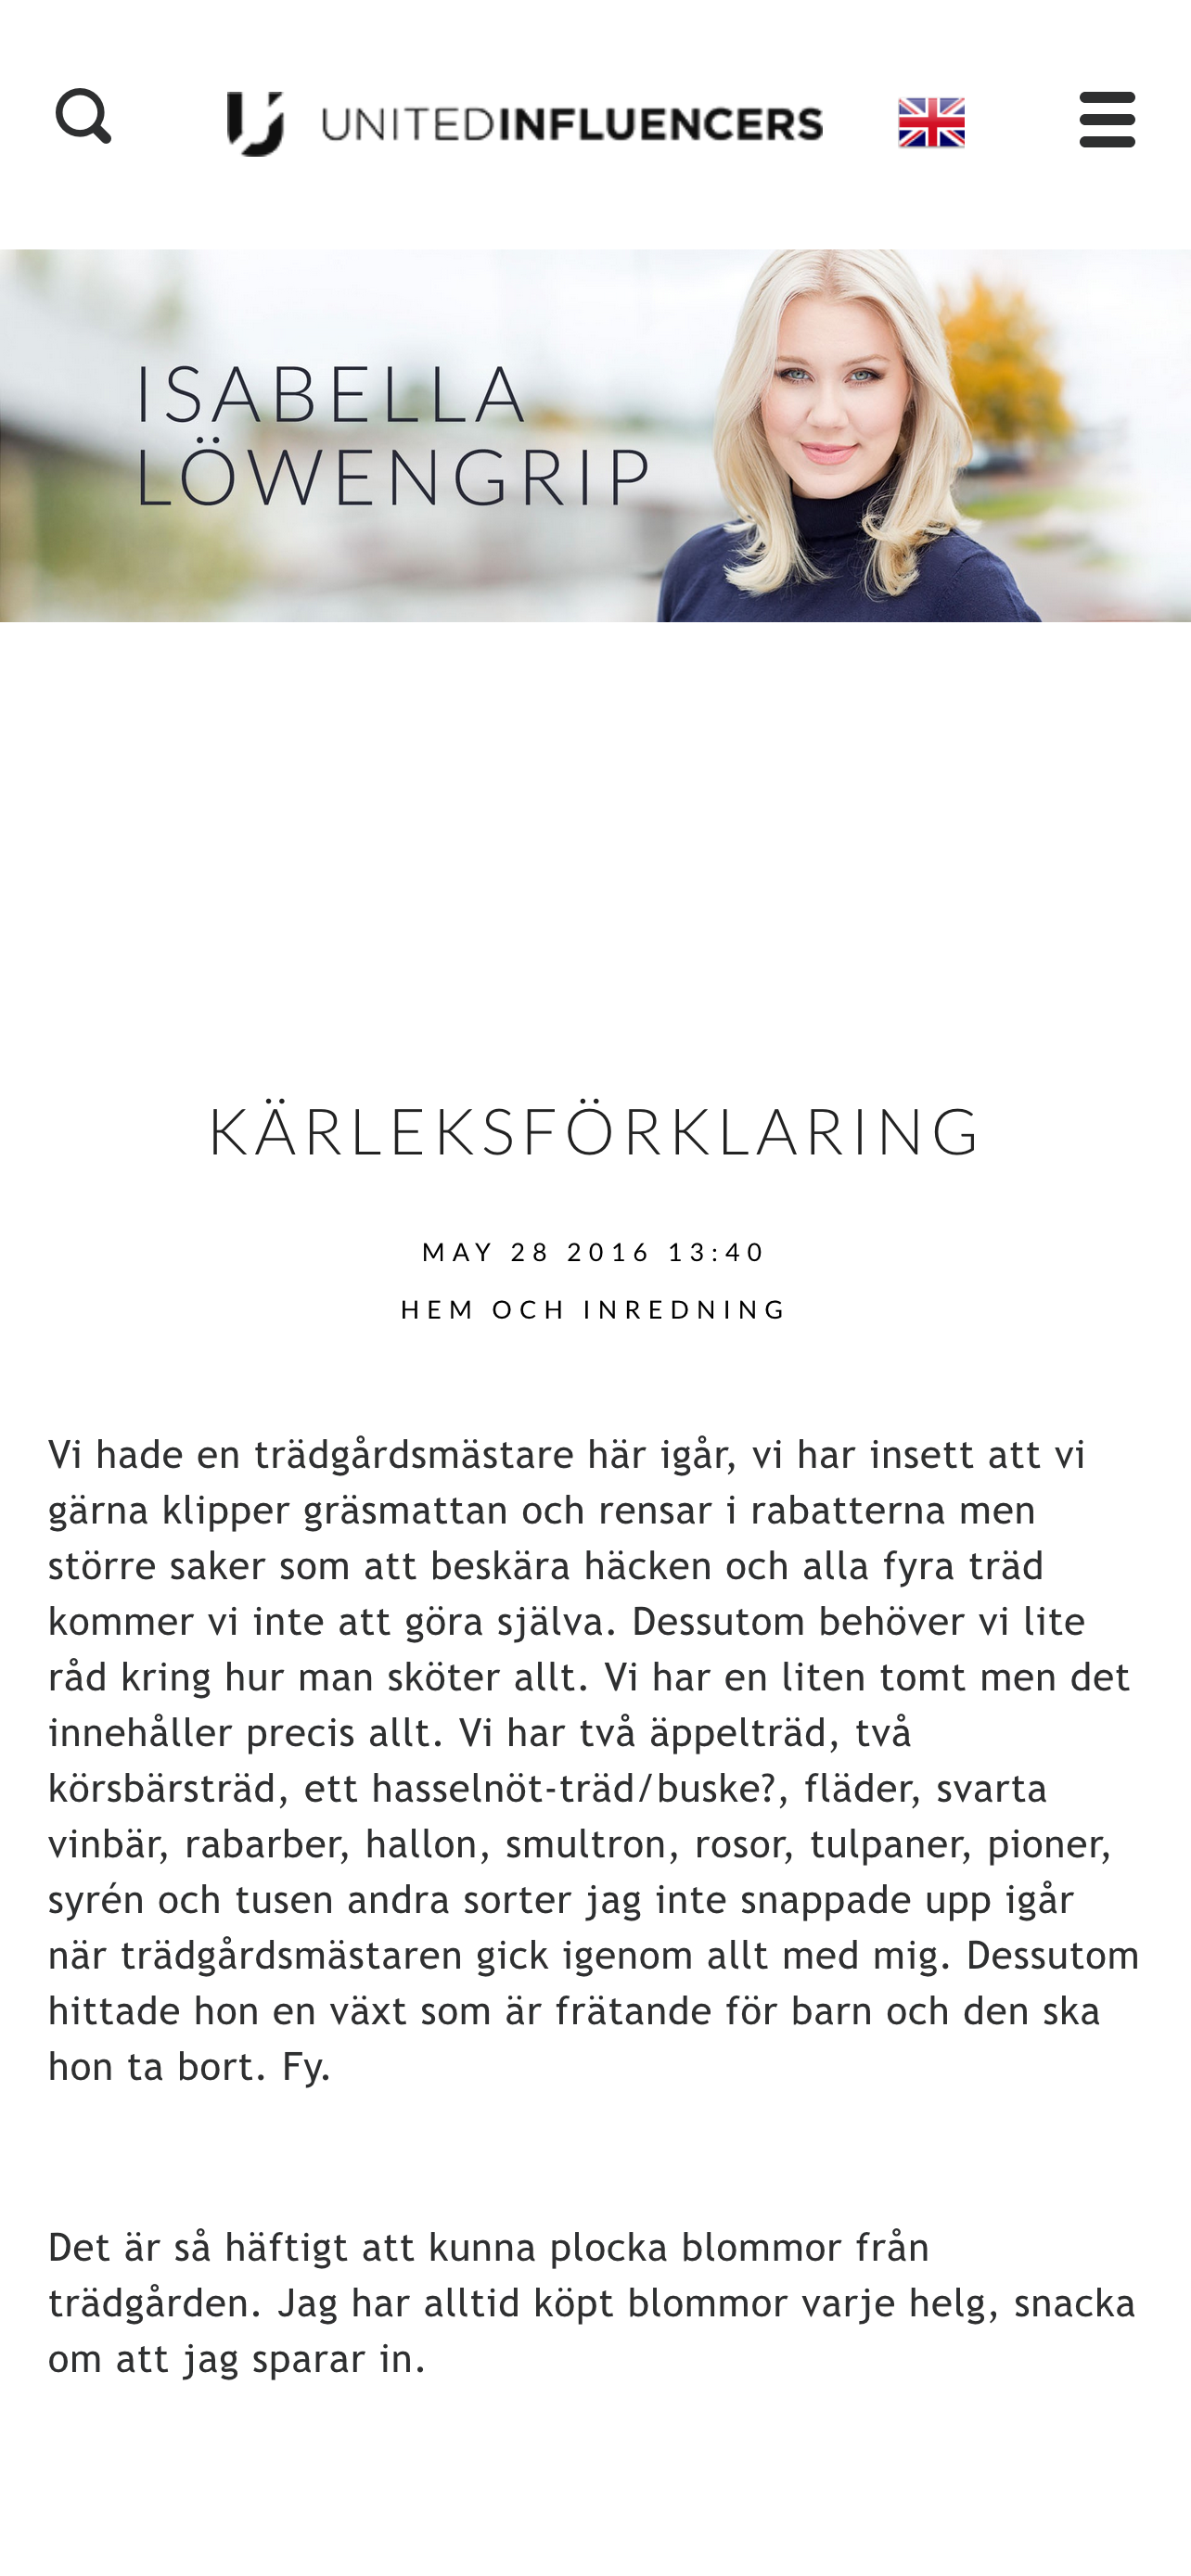 UNITEDINFLUENCERS
ISABELLA
LÖWENGRIP
KÄRLEKSFÖRKLARING
MAY 28 2016 13:40
HEM OCH INREDNING
Vi hade en trädgårdsmästare här igår, vi har insett att vi
gärna klipper gräsmattan och rensar i rabatterna men
större saker som att beskära häcken och alla fyra träd
kommer vi inte att göra själva. Dessutom behöver vi lite
råd kring hur man sköter allt. Vi har en liten tomt men det
innehåller precis allt. Vi har två äppelträd, två
körsbärsträd, ett hasselnöt-träd/buske?, fläder, svarta
vinbär, rabarber, hallon, smultron, rosor, tulpaner, pioner,
syrén och tusen andra sorter jag inte snappade upp igår
när trädgårdsmästaren gick igenom allt med mig. Dessutom
hittade hon en växt som är frätande för barn och den ska
hon ta bort. Fy.
Det är så häftigt att kunna plocka blommor från
trädgården. Jag har alltid köpt blommor varje helg, snacka
om att jag sparar in.